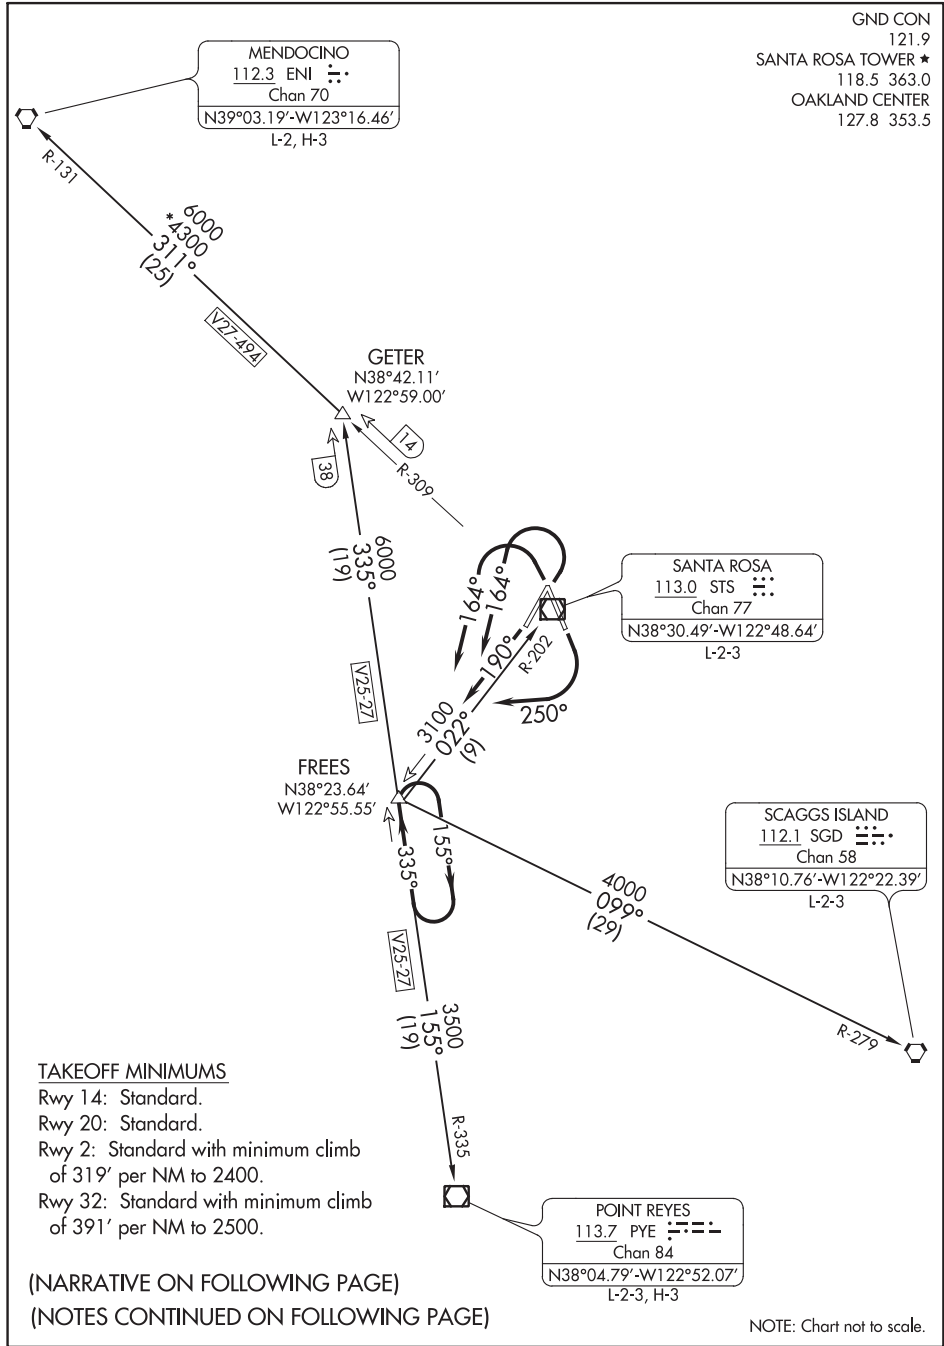 GND CON
121.9
SANTA ROSA TOWER ★
118.5 363.0
OAKLAND CENTER
127.8 353.5
MENDOCINO
112.3 ENI
Chan 70
N39°03.19'-W123°16.46'
L-2, H-3
R-131
6000
*4300
311°
(25)
V27-494
GETER
N38°42.11'
W122°59.00'
14
38
R-309
6000
335°
(19)
164°
164°
SANTA ROSA
113.0 STS
Chan 77
N38°30.49'-W122°48.64'
L-2-3
190°
R-202
250°
V25-27
3100
022°
(9)
FREES
N38°23.64'
W122°55.55'
155°
335°
SCAGGS ISLAND
112.1 SGD
Chan 58
N38°10.76'-W122°22.39'
L-2-3
4000
099°
(29)
R-279
V25-27
3500
155°
(19)
R-335
TAKEOFF MINIMUMS
Rwy 14: Standard.
Rwy 20: Standard.
Rwy 2: Standard with minimum climb
of 319' per NM to 2400.
Rwy 32: Standard with minimum climb
of 391' per NM to 2500.
POINT REYES
113.7 PYE
Chan 84
N38°04.79'-W122°52.07'
L-2-3, H-3
(NARRATIVE ON FOLLOWING PAGE)
(NOTES CONTINUED ON FOLLOWING PAGE)
NOTE: Chart not to scale.